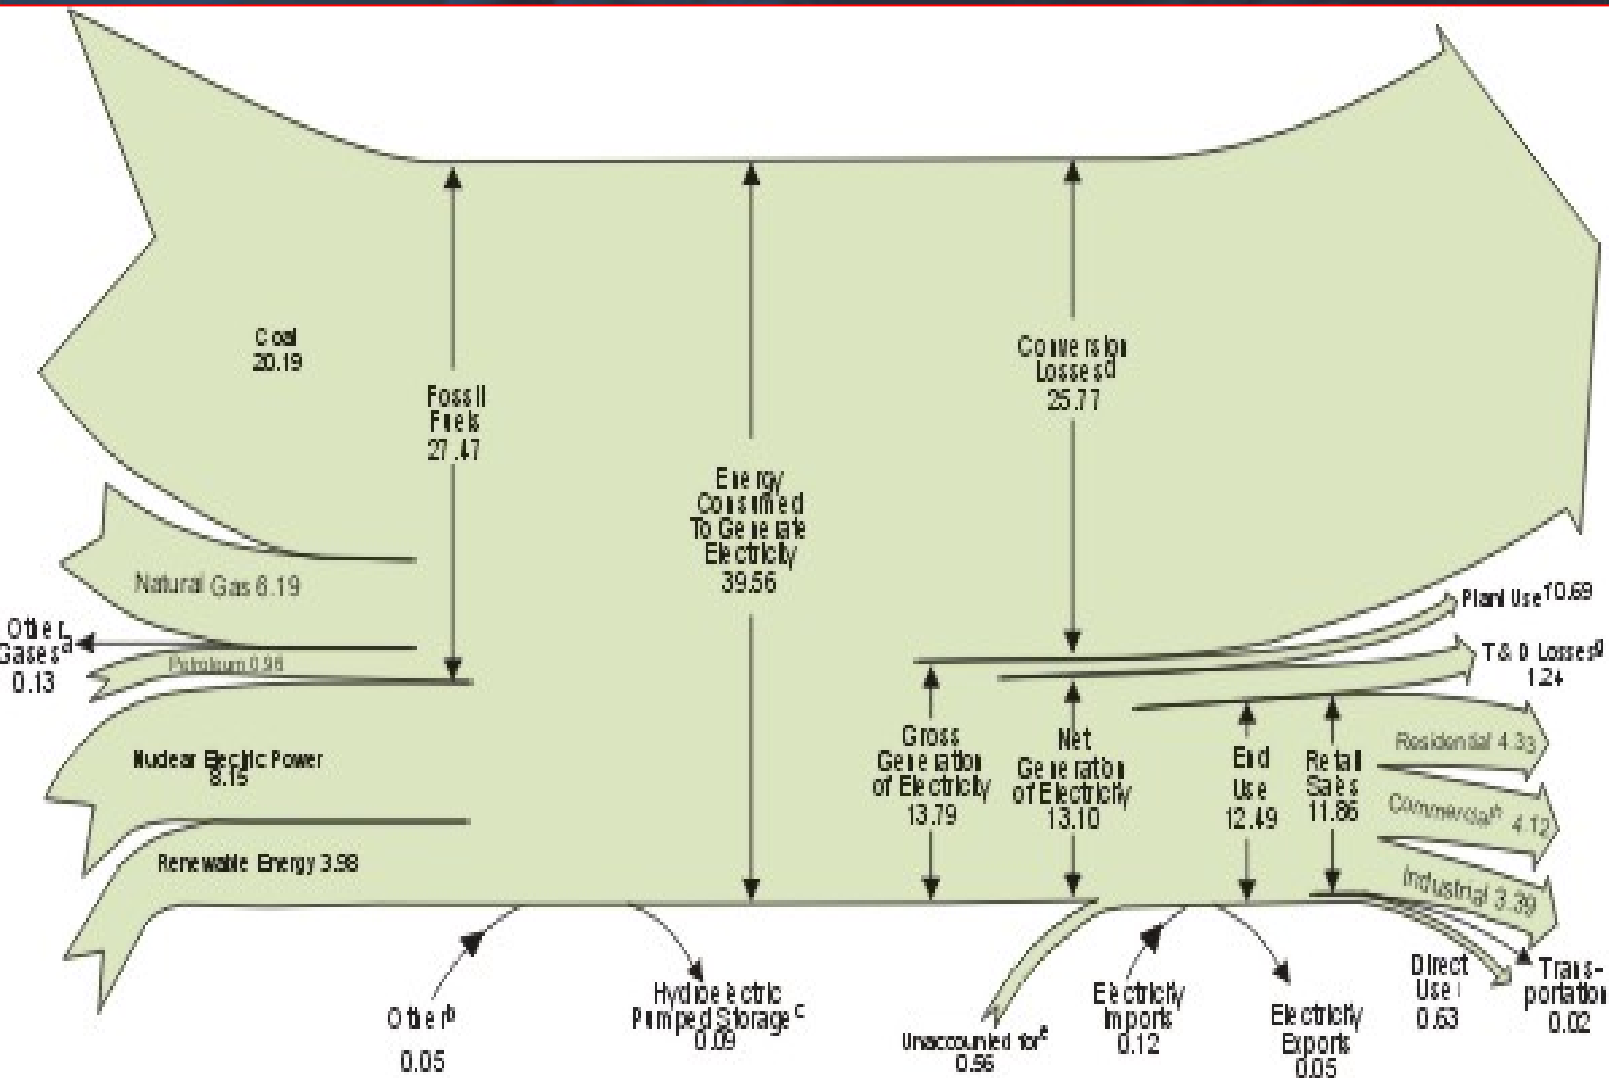 Coal
20.19
Fossil
Fuels
27.47
Conversion
Losses d
25.77
Energy
Consumed
To Generate
Electricity
39.56
Natural Gas 6.19
Other
Gases a
0.13
Petroleum 0.96
Nuclear Electric Power
8.15
Renewable Energy 3.98
Other b
0.05
Hydroelectric
Pumped Storage c
0.09
Gross
Generation
of Electricity
13.79
Net
Generation
of Electricity
13.10
End
Use
12.49
Retail
Sales
11.86
Plant Use f 0.69
T & D Losses g
1.24
Residential 4.33
Commercial h 4.12
Industrial 3.39
Unaccounted for e
0.56
Electricity
Imports
0.12
Electricity
Exports
0.05
Direct
Use i
0.63
Trans-
portation
0.02